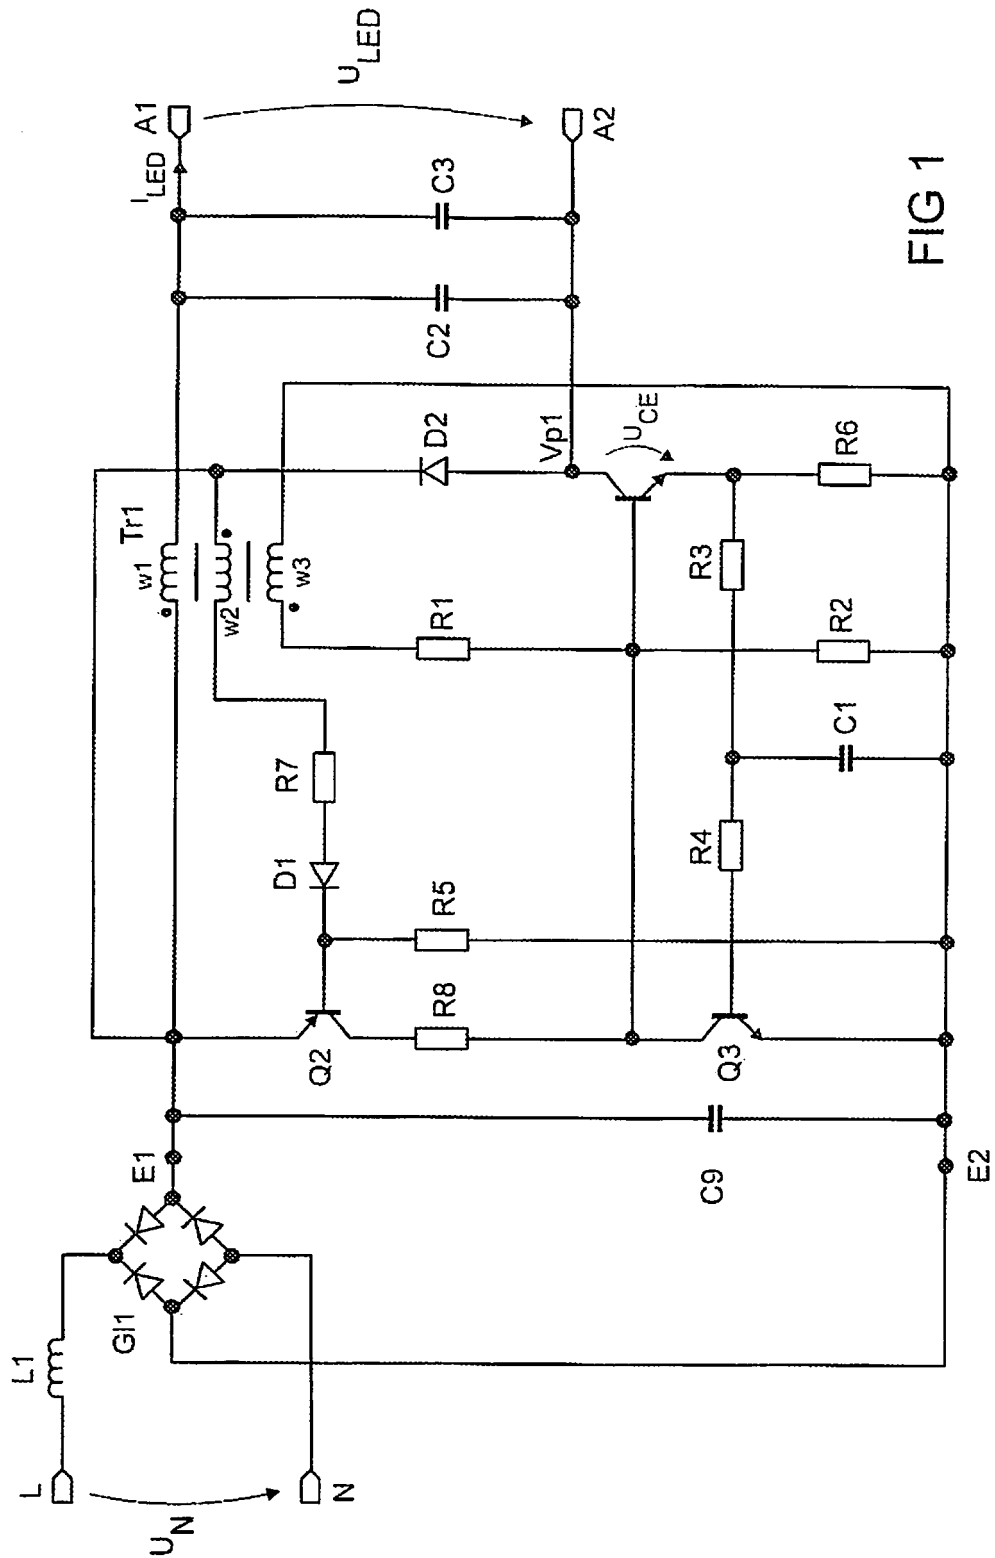 L
U_N
N
L1
Gl1
E1
C9
E2
Q2
R8
Q3
D1
R5
R7
R4
C1
Tr1
w1
w2
w3
R1
R3
R2
D2
Vp1
U_CE
R6
C2
C3
I_LED
A1
U_LED
A2
FIG 1